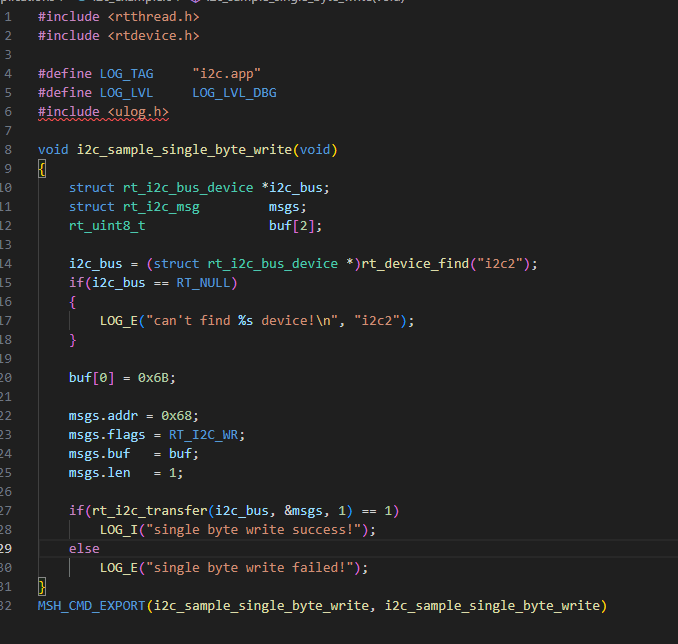 1 #include <rtthread.h>
2 #include <rtdevice.h>
3
4 #define LOG_TAG     "i2c.app"
5 #define LOG_LVL     LOG_LVL_DBG
6 #include <ulog.h>
7
8 void i2c_sample_single_byte_write(void)
9 {
10     struct rt_i2c_bus_device *i2c_bus;
11     struct rt_i2c_msg         msgs;
12     rt_uint8_t                buf[2];
13
14     i2c_bus = (struct rt_i2c_bus_device *)rt_device_find("i2c2");
15     if(i2c_bus == RT_NULL)
16     {
17         LOG_E("can't find %s device!\n", "i2c2");
18     }
19
20     buf[0] = 0x6B;
21
22     msgs.addr = 0x68;
23     msgs.flags = RT_I2C_WR;
24     msgs.buf   = buf;
25     msgs.len   = 1;
26
27     if(rt_i2c_transfer(i2c_bus, &msgs, 1) == 1)
28         LOG_I("single byte write success!");
29     else
30         LOG_E("single byte write failed!");
31 }
32 MSH_CMD_EXPORT(i2c_sample_single_byte_write, i2c_sample_single_byte_write)